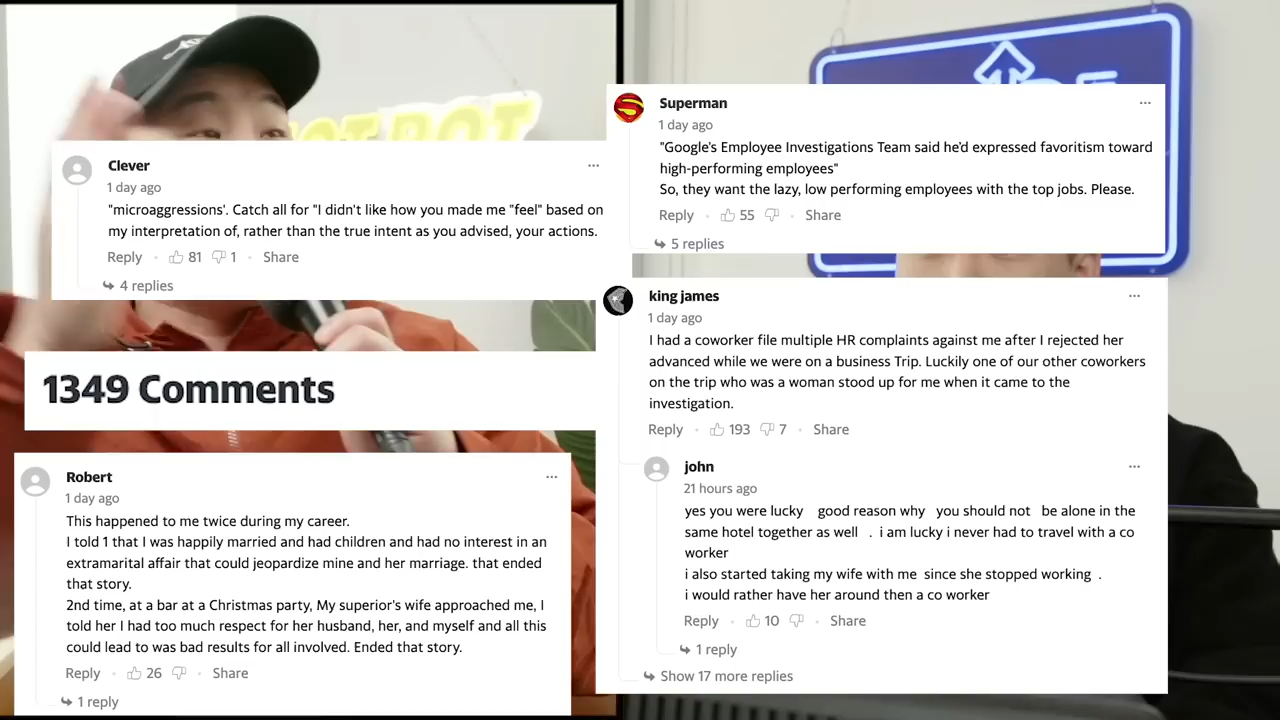 Clever
1 day ago
"microaggressions'. Catch all for "I didn't like how you made me "feel" based on
my interpretation of, rather than the true intent as you advised, your actions.
Reply 81 1 Share
4 replies
1349 Comments
Robert
1 day ago
This happened to me twice during my career.
I told 1 that I was happily married and had children and had no interest in an
extramarital affair that could jeopardize mine and her marriage. that ended
that story.
2nd time, at a bar at a Christmas party, My superior's wife approached me, I
told her I had too much respect for her husband, her, and myself and all this
could lead to was bad results for all involved. Ended that story.
Reply 26 Share
1 reply
Superman
1 day ago
"Google's Employee Investigations Team said he'd expressed favoritism toward
high-performing employees"
So, they want the lazy, low performing employees with the top jobs. Please.
Reply 55 Share
5 replies
king james
1 day ago
I had a coworker file multiple HR complaints against me after I rejected her
advanced while we were on a business Trip. Luckily one of our other coworkers
on the trip who was a woman stood up for me when it came to the
investigation.
Reply 193 7 Share
john
21 hours ago
yes you were lucky good reason why you should not be alone in the
same hotel together as well . i am lucky i never had to travel with a co
worker
i also started taking my wife with me since she stopped working .
i would rather have her around then a co worker
Reply 10 Share
1 reply
Show 17 more replies